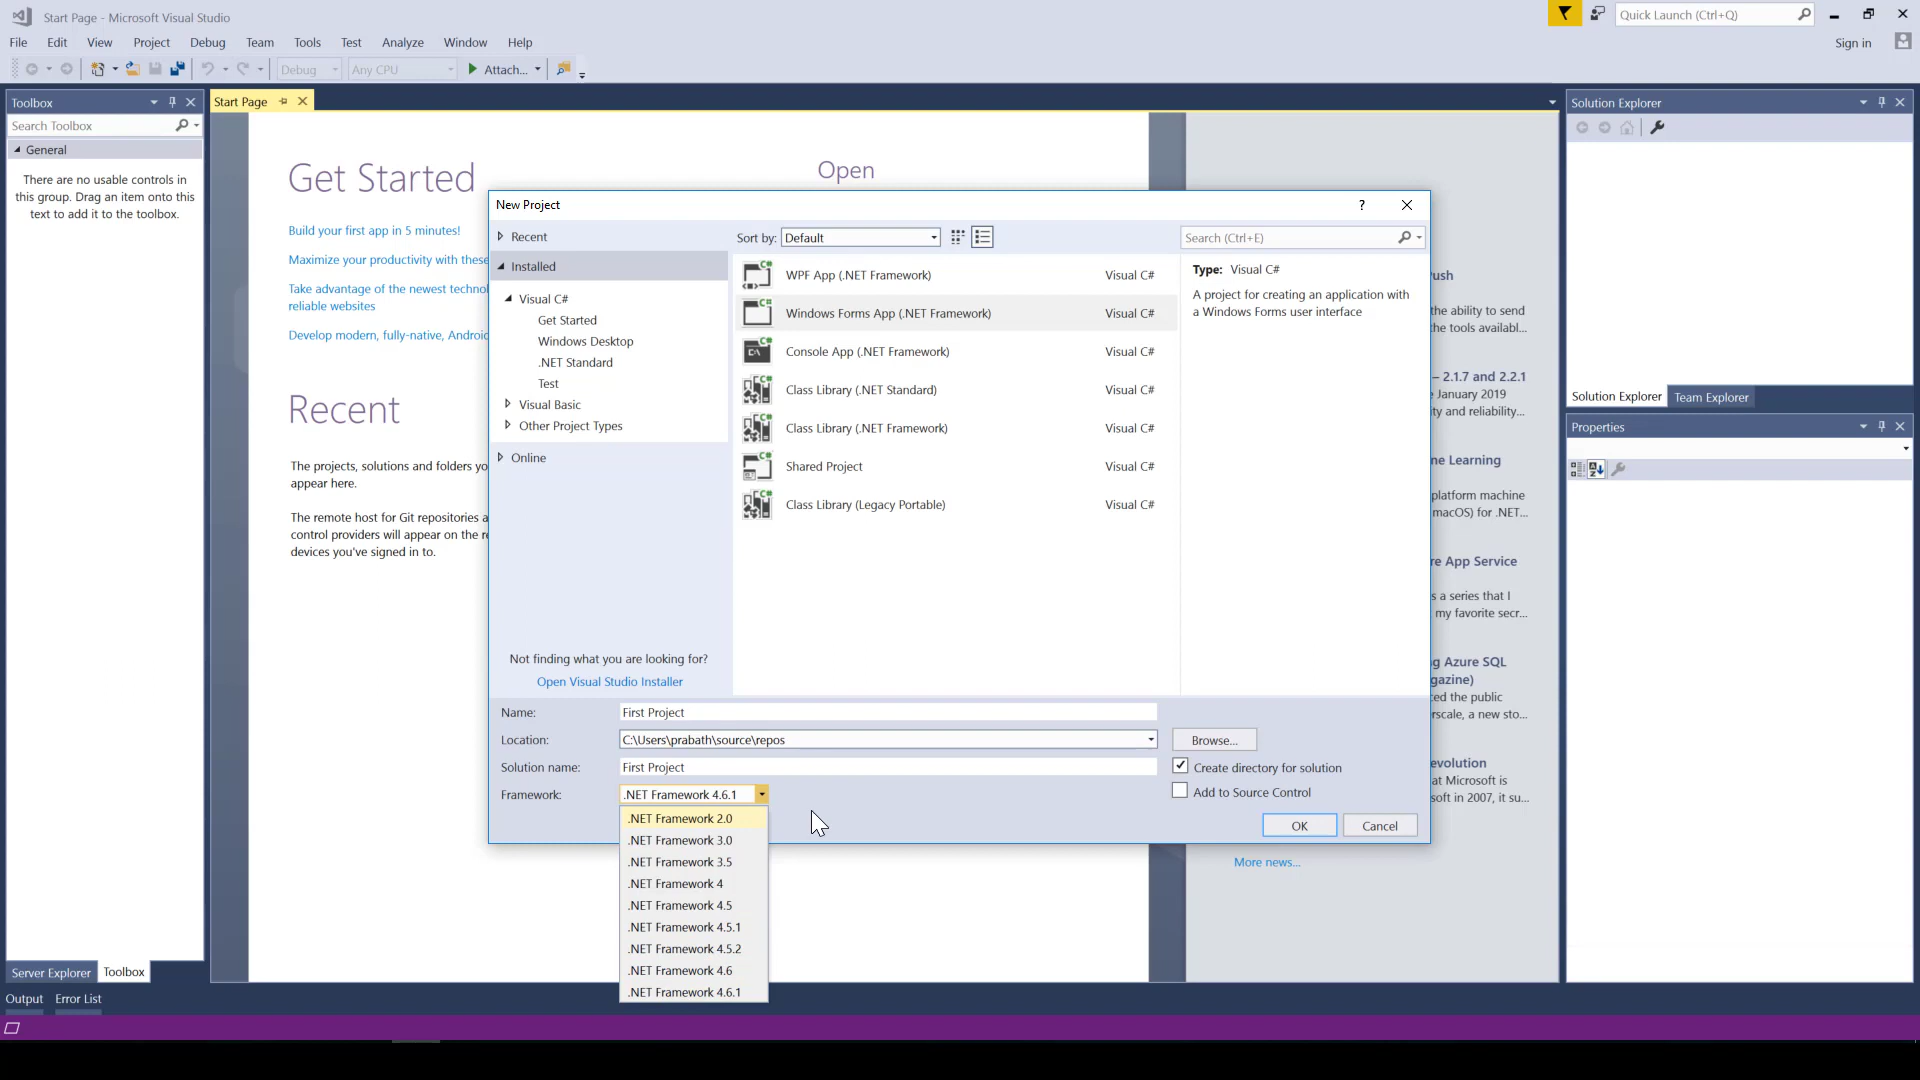 Start Page - Microsoft Visual Studio
Quick Launch (Ctrl+Q)
File Edit View Project Debug Team Tools Test Analyze Window Help
Sign in
Debug Any CPU Attach...
Toolbox
Search Toolbox
General
There are no usable controls in
this group. Drag an item onto this
text to add it to the toolbox.
Server Explorer Toolbox
Output Error List
Start Page
Get Started
Build your first app in 5 minutes!
Maximize your productivity with these
Take advantage of the newest
reliable websites
Develop modern, fully-native,
Recent
The projects, solutions and folders
appear here.
The remote host for Git repositories
control providers will appear on the
devices you've signed in to.
Open
New Project
?
Recent
Installed
Visual C#
Get Started
Windows Desktop
.NET Standard
Test
Visual Basic
Other Project Types
Online
Not finding what you are looking for?
Open Visual Studio Installer
Sort by: Default
Search (Ctrl+E)
WPF App (.NET Framework) Visual C#
Windows Forms App (.NET Framework) Visual C#
Console App (.NET Framework) Visual C#
Class Library (.NET Standard) Visual C#
Class Library (.NET Framework) Visual C#
Shared Project Visual C#
Class Library (Legacy Portable) Visual C#
Type: Visual C#
A project for creating an application with
a Windows Forms user interface
Name: First Project
Location: C:\Users\prabath\source\repos
Browse...
Solution name: First Project
Create directory for solution
Framework: .NET Framework 4.6.1
Add to Source Control
OK Cancel
.NET Framework 2.0
.NET Framework 3.0
.NET Framework 3.5
.NET Framework 4
.NET Framework 4.5
.NET Framework 4.5.1
.NET Framework 4.5.2
.NET Framework 4.6
.NET Framework 4.6.1
ush
the ability to send
the tools availabl...
– 2.1.7 and 2.2.1
January 2019
ity and reliability...
ne Learning
platform machine
macOS) for .NET...
re App Service
s a series that I
my favorite secr...
g Azure SQL
gazine)
ced the public
rscale, a new sto...
evolution
at Microsoft is
soft in 2007, it su...
More news...
Solution Explorer
Solution Explorer Team Explorer
Properties